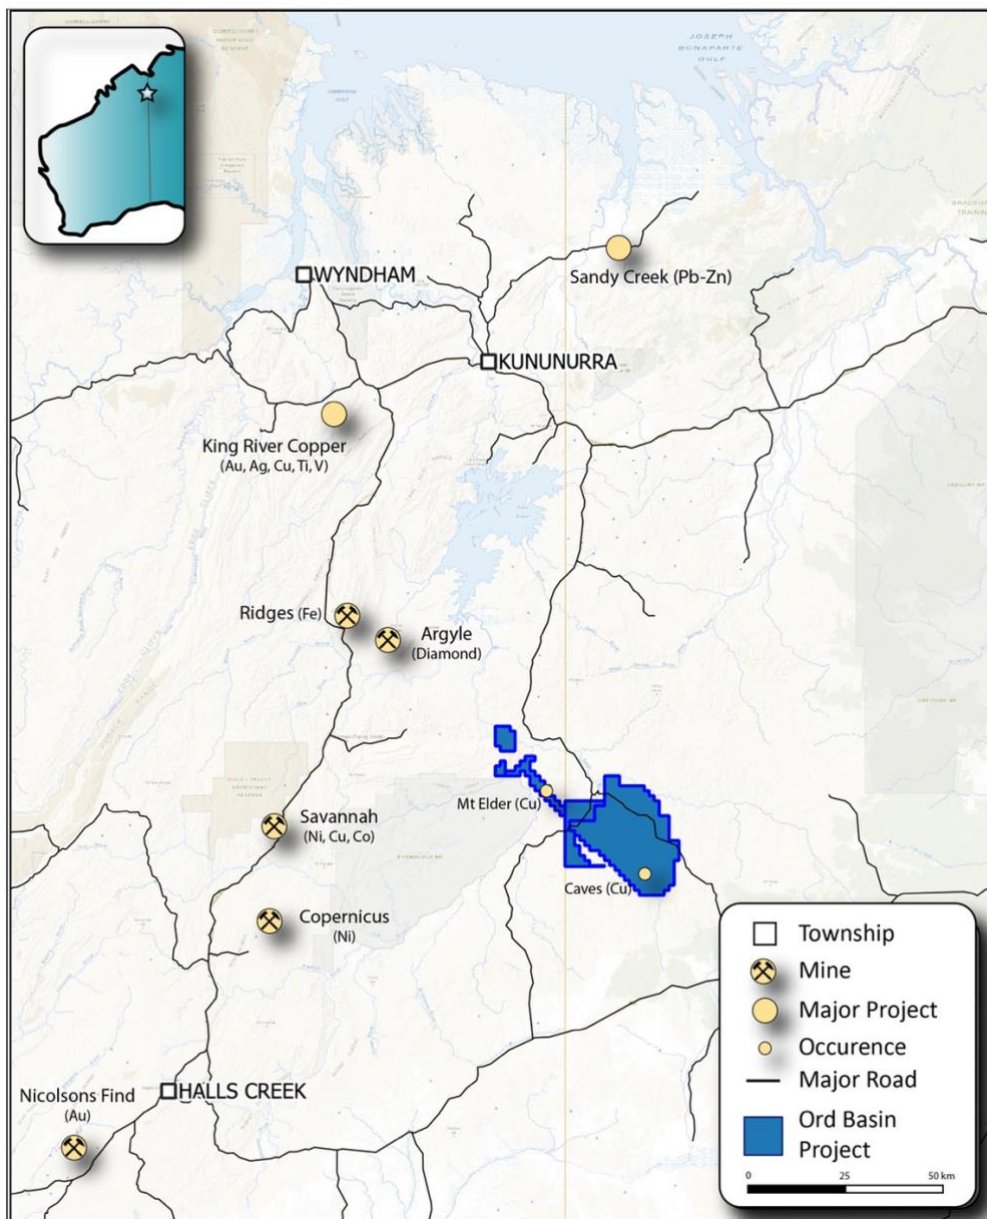 JOSEPH
BONAPARTE
GULF
WYNDHAM
Sandy Creek (Pb-Zn)
KUNUNURRA
King River Copper
(Au, Ag, Cu, Ti, V)
Ridges (Fe)
Argyle
(Diamond)
Mt Elder (Cu)
Savannah
(Ni, Cu, Co)
Caves (Cu)
Copernicus
(Ni)
HALLS CREEK
Nicolsons Find
(Au)
Township
Mine
Major Project
Occurence
Major Road
Ord Basin
Project
0 25 50 km